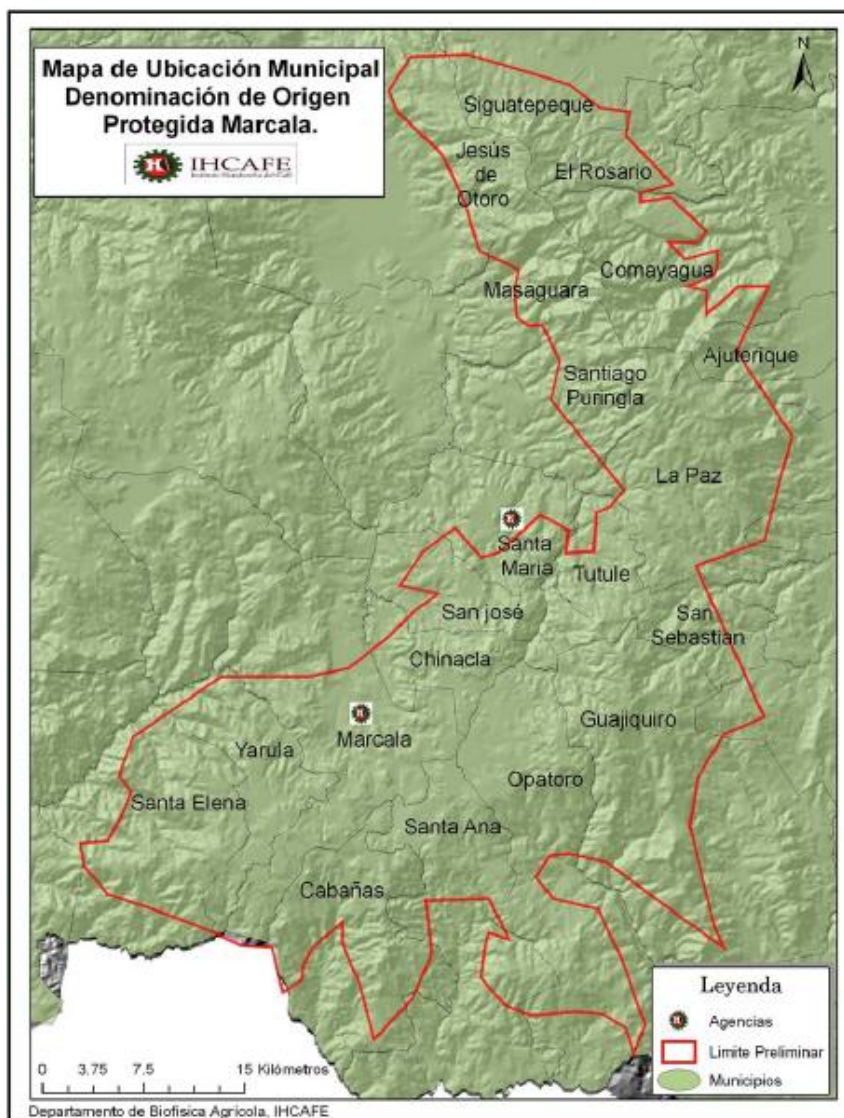 Mapa de Ubicación Municipal
Denominación de Origen
Protegida Marcala.
IHCAFE
N
Siguatepeque
Jesús
de
Otoro
El Rosario
Comayagua
Masaguara
Ajuterique
Santiago
Puringla
La Paz
Santa
Maria
Tutule
San josé
San
Sebastian
Chinacla
Guajiquiro
Marcala
Yarula
Opatoro
Santa Elena
Santa Ana
Cabañas
Leyenda
Agencias
Limite Preliminar
Municipios
0 3.75 7.5 15 Kilómetros
Departamento de Biofisica Agrícola, IHCAFE